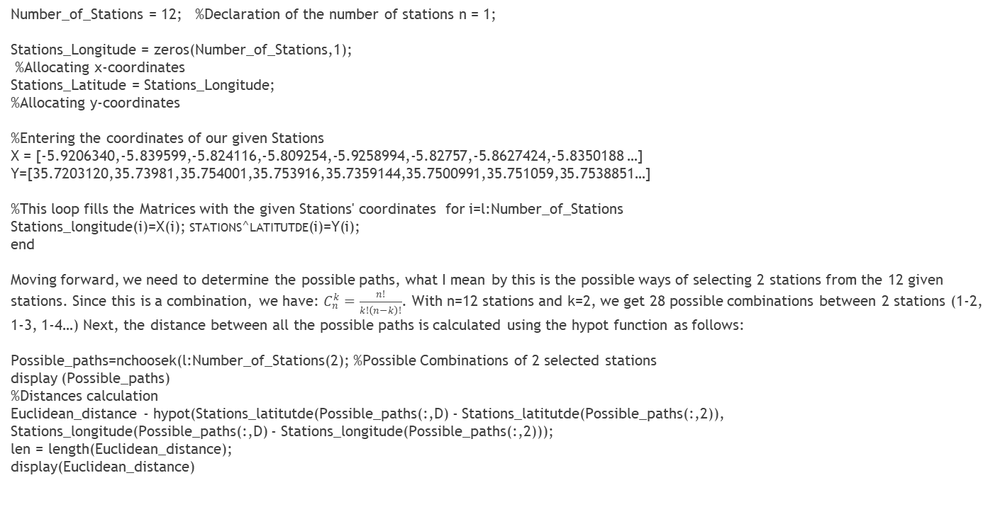 Number_of_Stations = 12;   %Declaration of the number of stations n = 1;
Stations_Longitude = zeros(Number_of_Stations,1);
%Allocating x-coordinates
Stations_Latitude = Stations_Longitude;
%Allocating y-coordinates
%Entering the coordinates of our given Stations
X = [-5.9206340,-5.839599,-5.824116,-5.809254,-5.9258994,-5.82757,-5.8627424,-5.8350188 ...]
Y=[35.7203120,35.73981,35.754001,35.753916,35.7359144,35.7500991,35.751059,35.7538851...]
%This loop fills the Matrices with the given Stations' coordinates  for i=l:Number_of_Stations
Stations_longitude(i)=X(i); STATIONS^LATITUTDE(i)=Y(i);
end
Moving forward, we need to determine the possible paths, what I mean by this is the possible ways of selecting 2 stations from the 12 given
stations. Since this is a combination, we have: C_n^k = n!/(k!(n−k)!). With n=12 stations and k=2, we get 28 possible combinations between 2 stations (1-2,
1-3, 1-4...) Next, the distance between all the possible paths is calculated using the hypot function as follows:
Possible_paths=nchoosek(l:Number_of_Stations(2); %Possible Combinations of 2 selected stations
display (Possible_paths)
%Distances calculation
Euclidean_distance - hypot(Stations_latitutde(Possible_paths(:,D) - Stations_latitutde(Possible_paths(:,2)),
Stations_longitude(Possible_paths(:,D) - Stations_longitude(Possible_paths(:,2)));
len = length(Euclidean_distance);
display(Euclidean_distance)